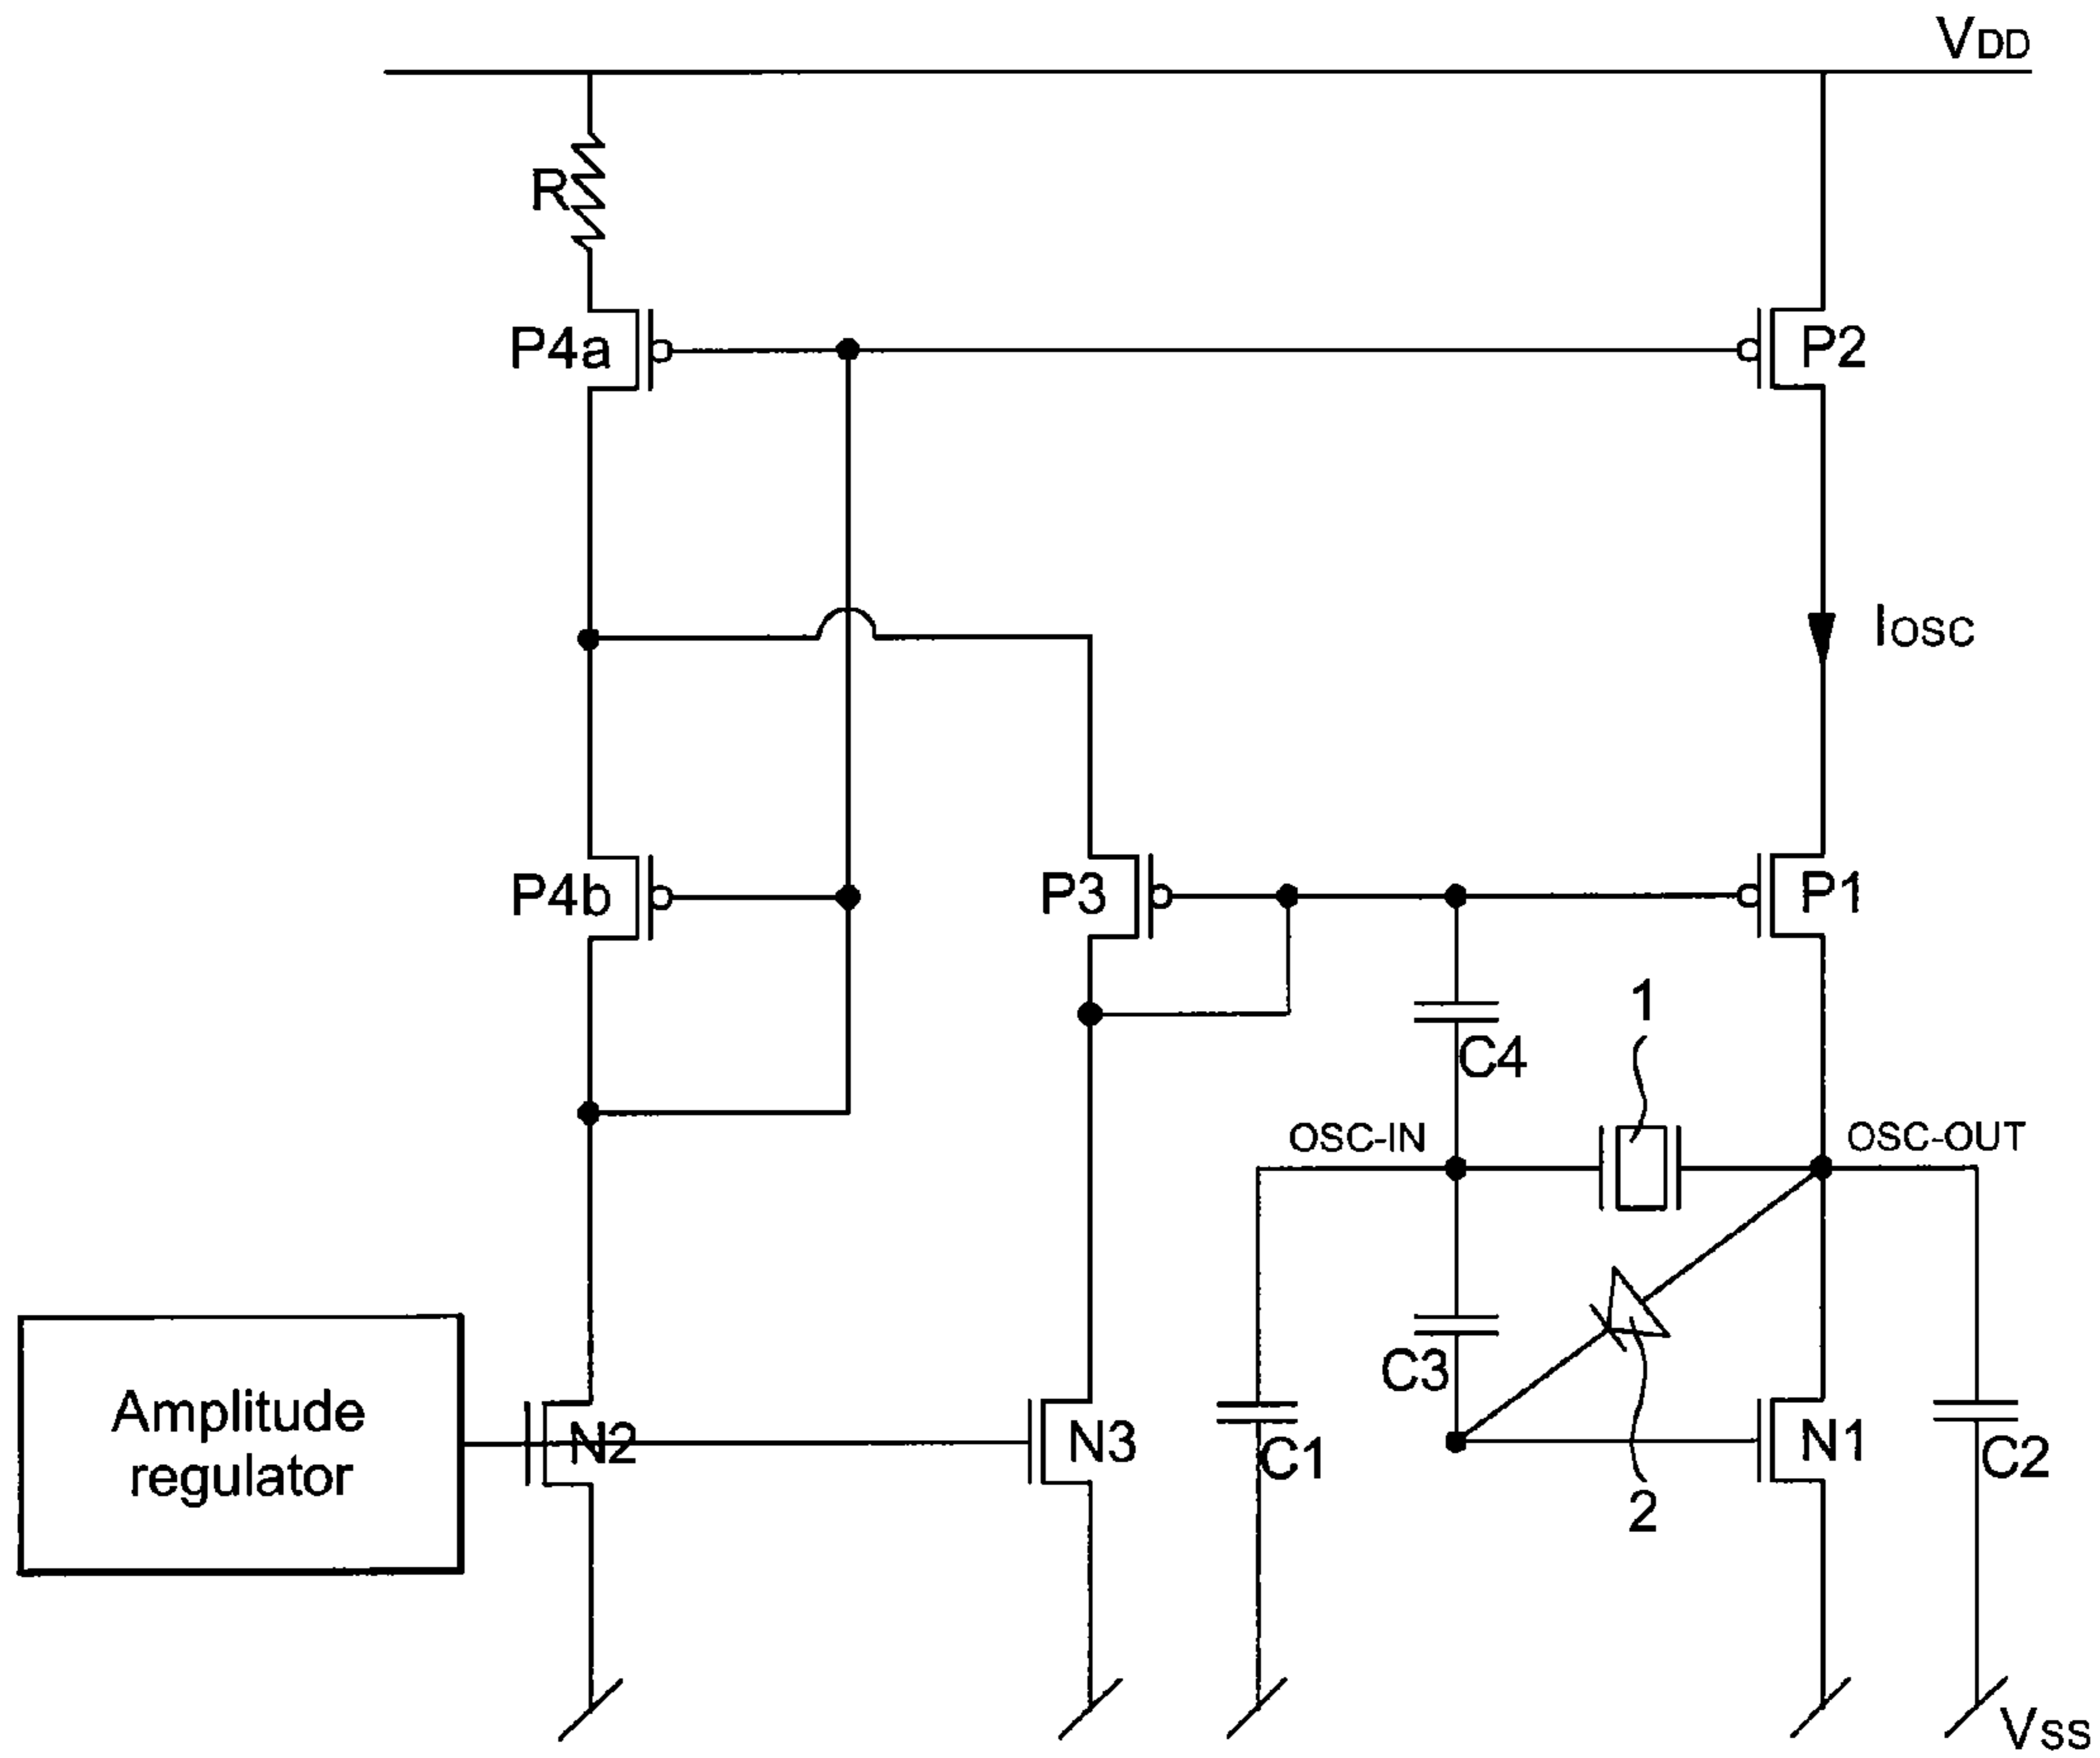 VDD
R
P4a
P2
IOSC
P4b
P3
P1
1
C4
OSC-IN
OSC-OUT
C3
Amplitude
regulator
N2
N3
C1
N1
C2
2
VSS